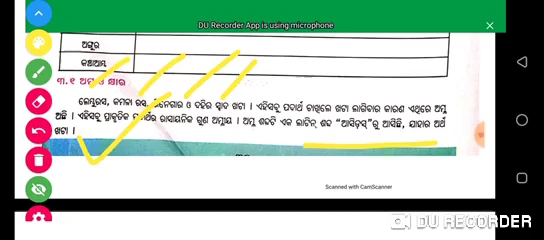 DU Recorder App is using microphone
ଅଙ୍ଗୁର
କଞ୍ଚାଆମ୍ବ
୩.୧ ଅମ୍ଳ ଓ କ୍ଷାର
ଲେମ୍ବୁରସ, କମଳା ରସ, ଭିନେଗାର ଓ ଦହିର ସ୍ଵାଦ ଖଟା । ଏହିସବୁ ପଦାର୍ଥ ଚାଖିଲେ ଖଟା ଲାଗିବାର କାରଣ ଏଥିରେ ଅମ୍ଳ
ଅଛି । ଏହିସବୁ ପ୍ରାକୃତିକ ପଦାର୍ଥର ରାସାୟନିକ ଗୁଣ ଅମ୍ଳୀୟ । ଅମ୍ଳ ଶବ୍ଦଟି ଏକ ଲାଟିନ୍ ଶବ୍ଦ “ଆସିଡ଼ସ୍”ରୁ ଆସିଛି, ଯାହାର ଅର୍ଥ
ଖଟା ।
Scanned with CamScanner
DU RECORDER